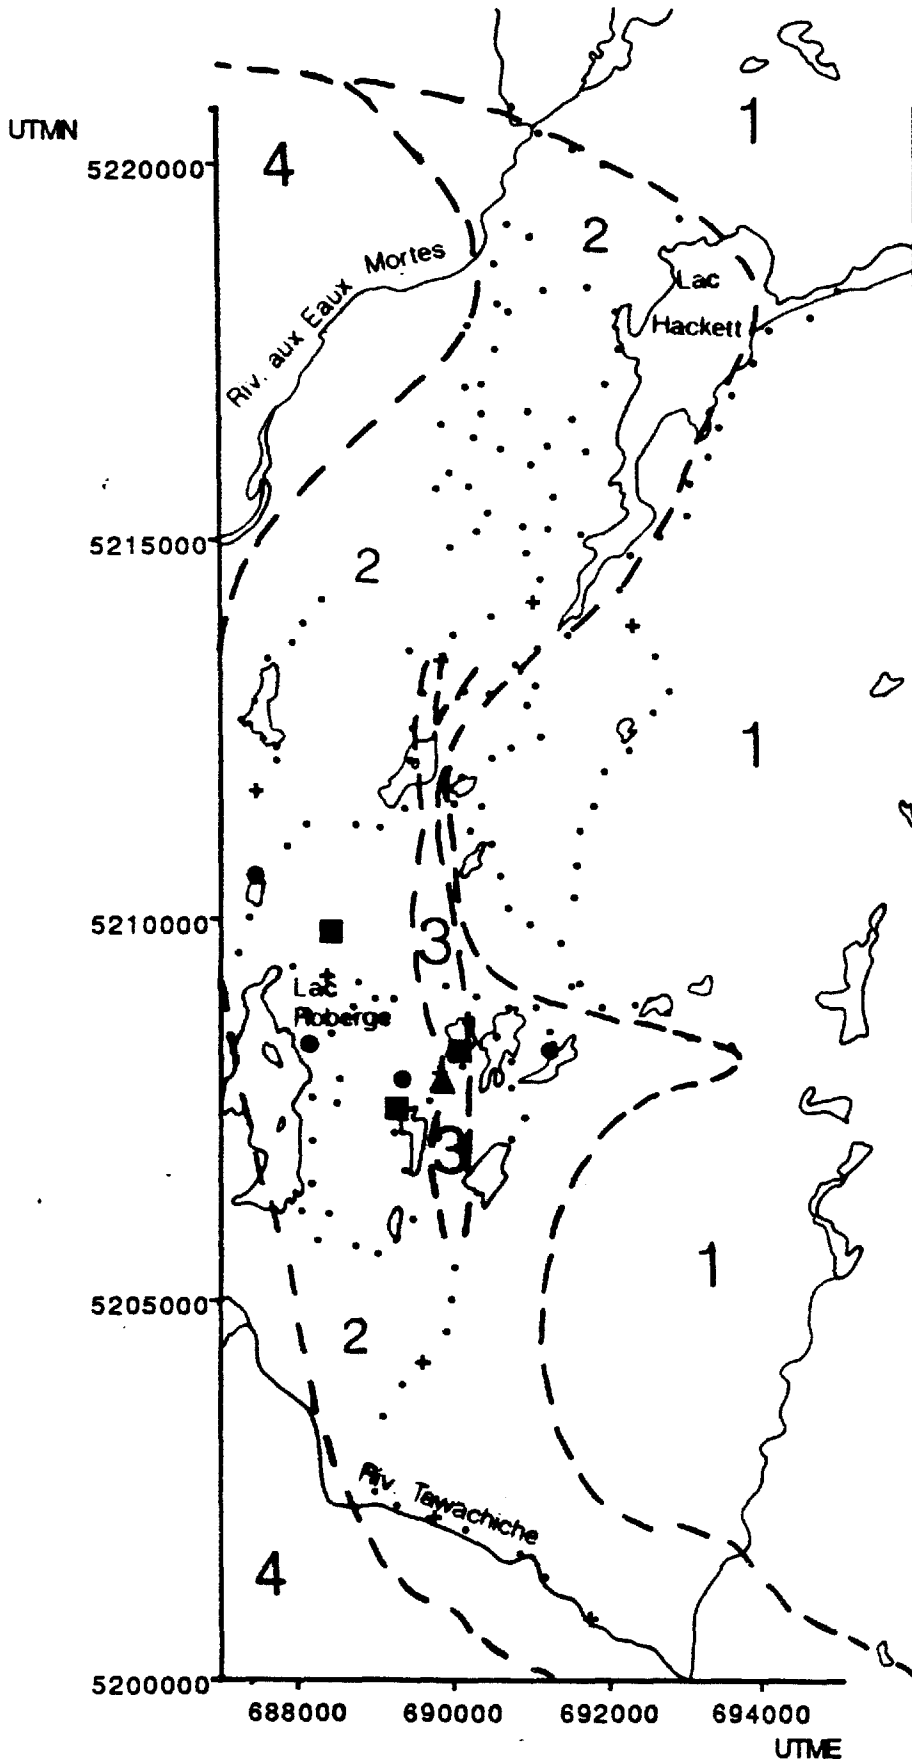 1
UTMN
5220000
4
2
Riv. aux Eaux Mortes
Lac
Hackett
5215000
2
1
5210000
3
Lac
Roberge
3
1
5205000
2
Riv. Tawachiche
4
5200000
688000 690000 692000 694000
UTME